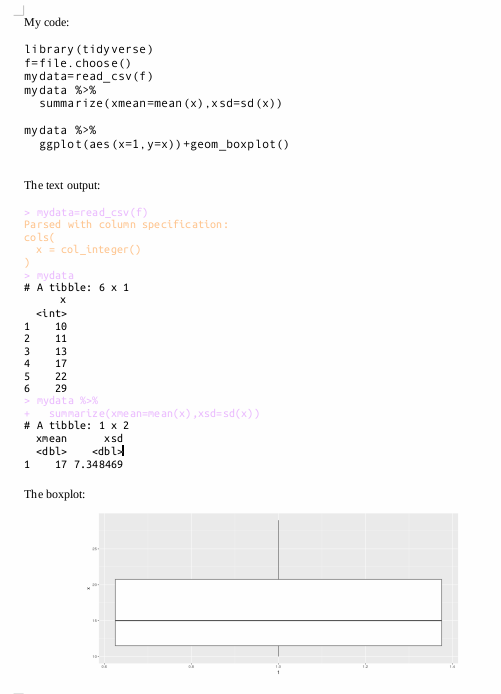 My code:
library(tidyverse)
f=file.choose()
mydata=read_csv(f)
mydata %>%
summarize(xmean=mean(x),xsd=sd(x))
mydata %>%
ggplot(aes(x=1,y=x))+geom_boxplot()
The text output:
> mydata=read_csv(f)
Parsed with column specification:
cols(
x = col_integer()
)
> mydata
# A tibble: 6 x 1
x
<int>
1 10
2 11
3 13
4 17
5 22
6 29
> mydata %>%
+ summarize(xmean=mean(x),xsd=sd(x))
# A tibble: 1 x 2
xmean xsd
<dbl> <dbl>
1 17 7.348469
The boxplot:
25
20
x
15
10
0.6 0.8 1.0 1.2 1.4
1